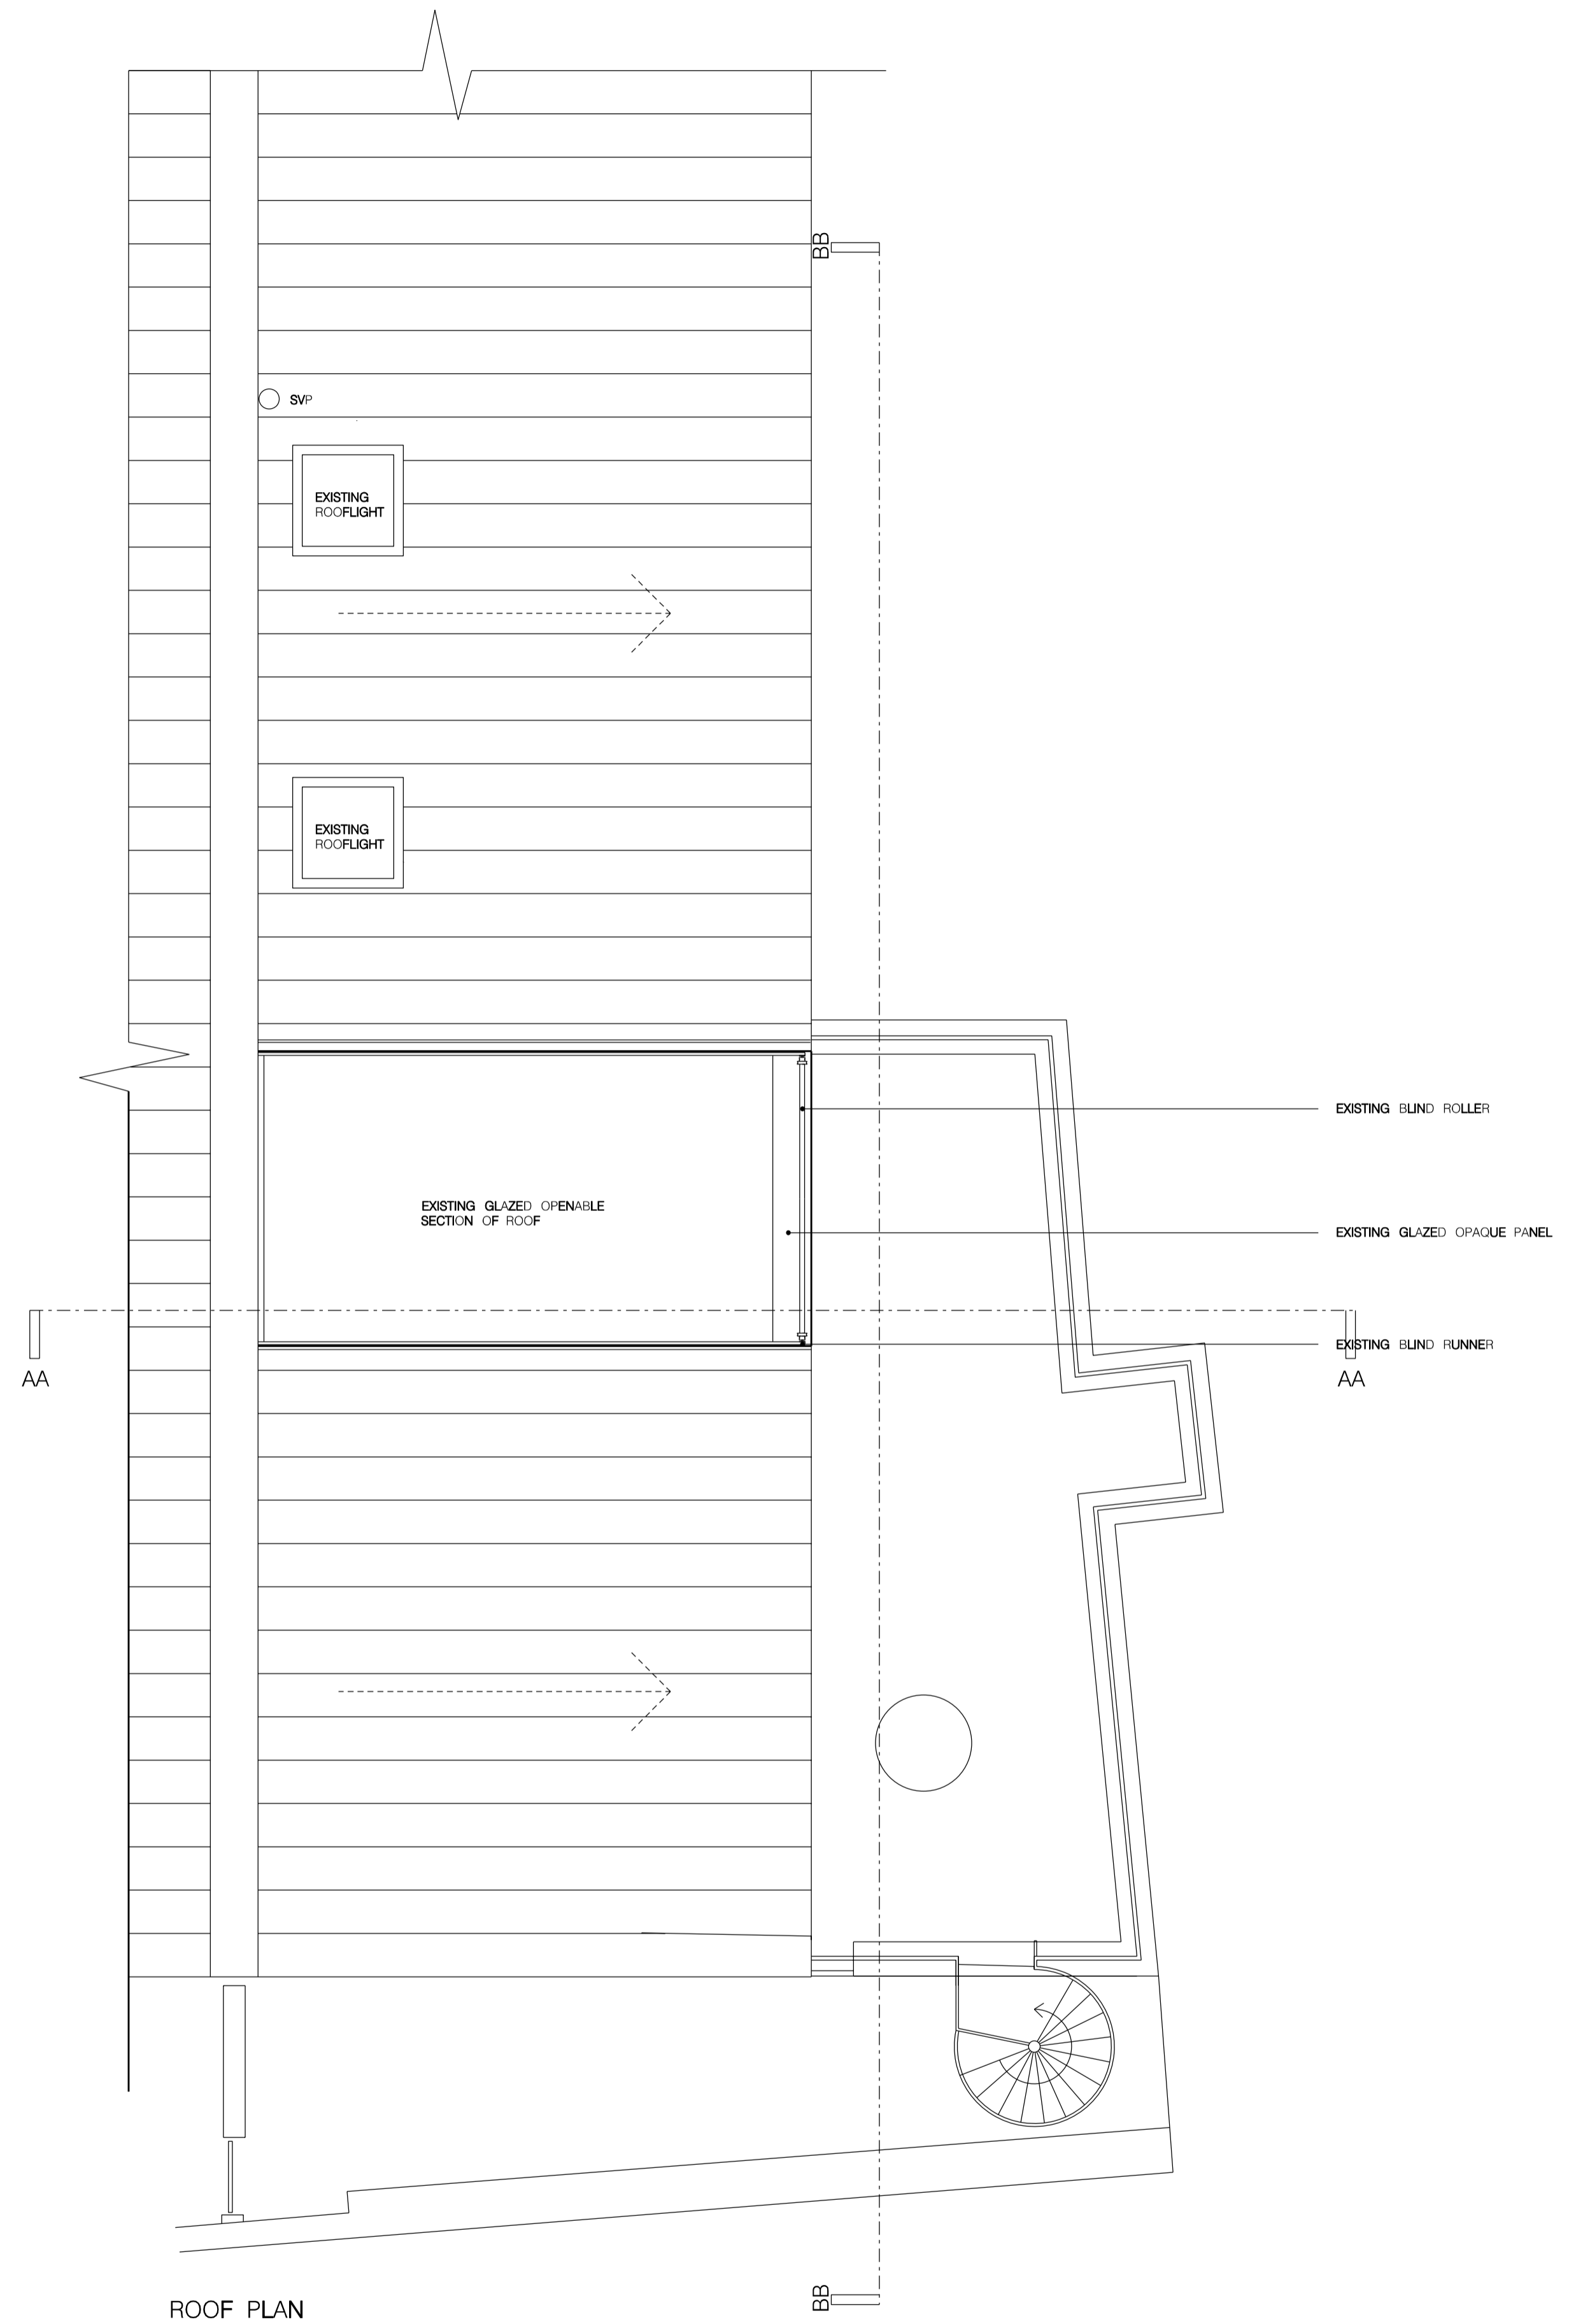 BB
SVP
EXISTING
ROOFLIGHT
EXISTING
ROOFLIGHT
EXISTING BLIND ROLLER
EXISTING GLAZED OPENABLE
SECTION OF ROOF
EXISTING GLAZED OPAQUE PANEL
EXISTING BLIND RUNNER
AA
AA
BB
ROOF PLAN